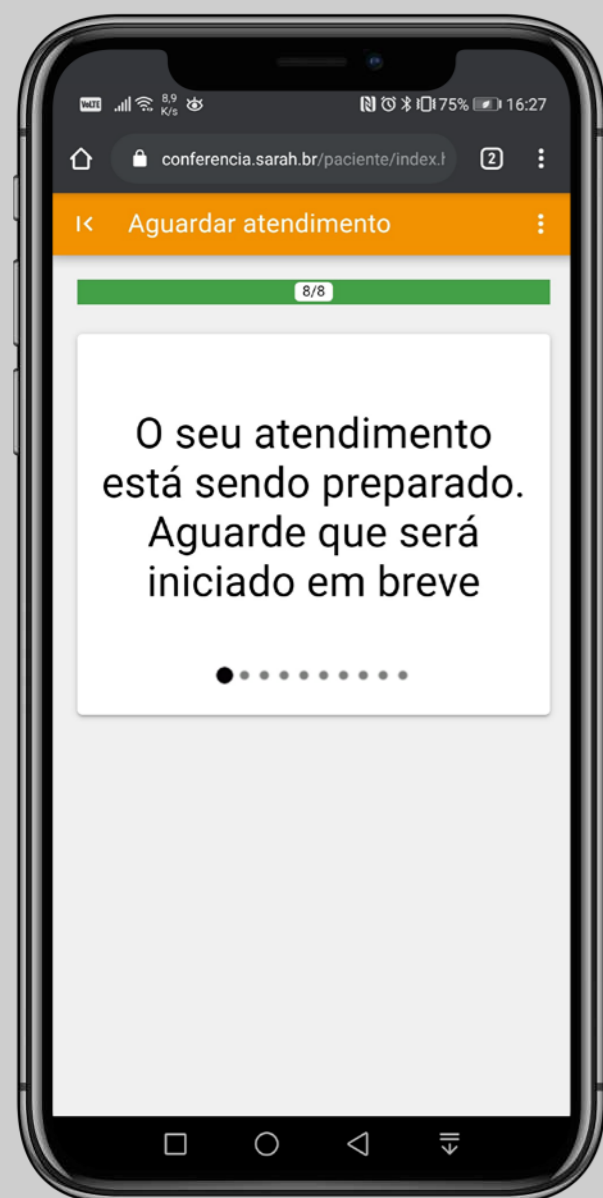 VoLTE 8,9 K/s 75% 16:27
conferencia.sarah.br/paciente/index.h 2
Aguardar atendimento
8/8
O seu atendimento
está sendo preparado.
Aguarde que será
iniciado em breve